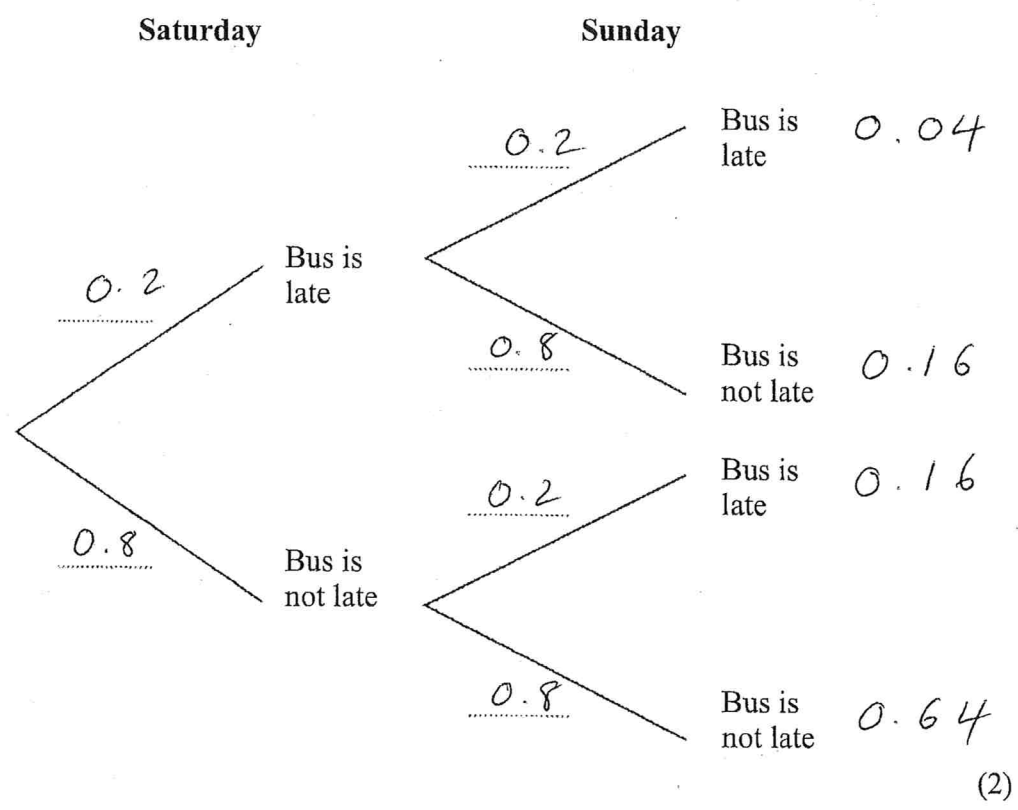 Saturday Sunday
0.2 Bus is 0.04
late
0.2 Bus is
late
0.8 Bus is 0.16
not late
0.2 Bus is 0.16
late
0.8 Bus is
not late
0.8 Bus is 0.64
not late
(2)